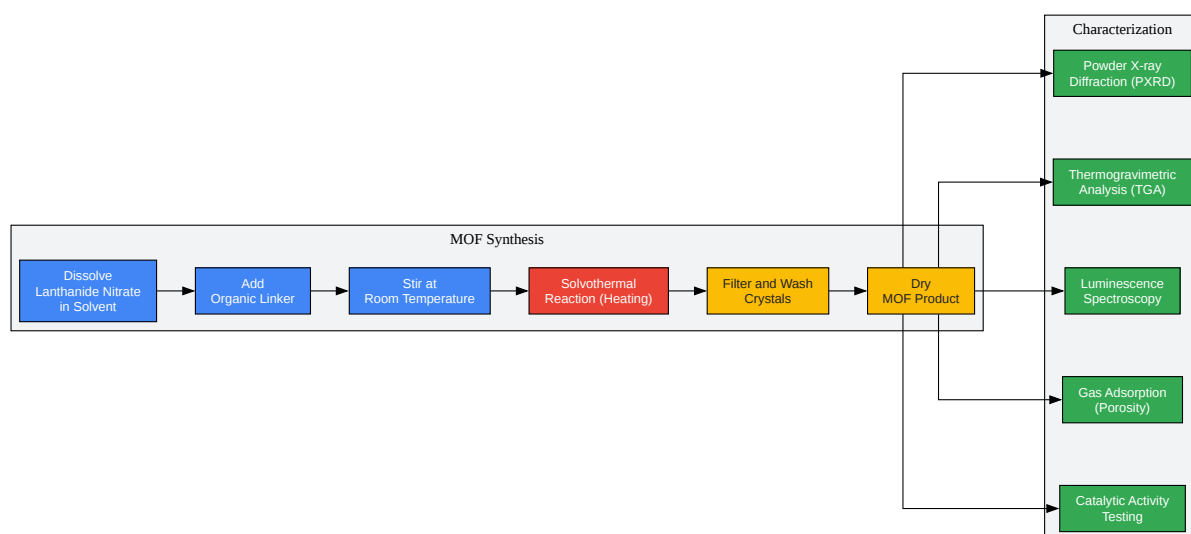 Characterization
Powder X-ray
Diffraction (PXRD)
Thermogravimetric
Analysis (TGA)
MOF Synthesis
Dissolve
Lanthanide Nitrate
in Solvent
Add
Organic Linker
Stir at
Room Temperature
Solvothermal
Reaction (Heating)
Filter and Wash
Crystals
Dry
MOF Product
Luminescence
Spectroscopy
Gas Adsorption
(Porosity)
Catalytic Activity
Testing